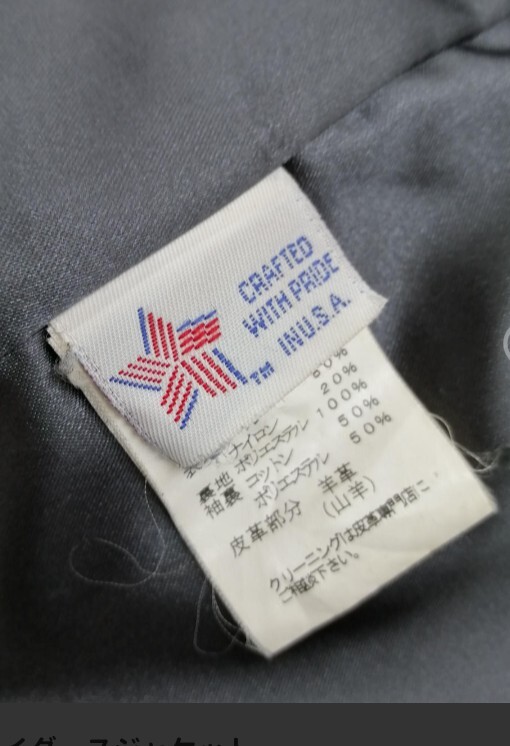 CRAFTED
WITH PRIDE
IN U.S.A.
TM
80%
ナイロン 20%
裏地 ポリエステル 100%
袖裏 コットン 50%
ポリエステル 50%
皮革部分 羊革
(山羊)
クリーニングは皮革専門店に
ご相談下さい。